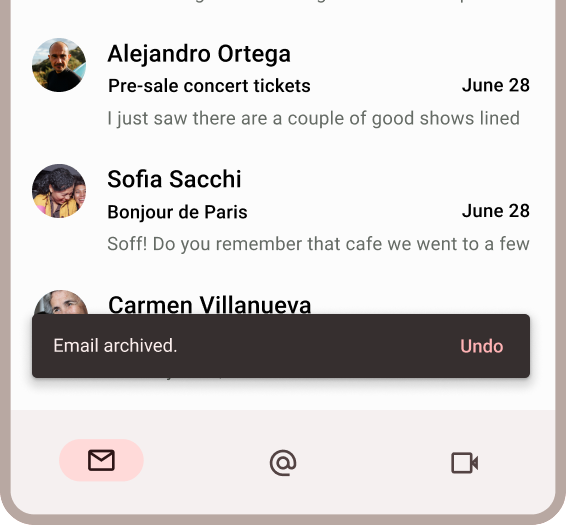 Alejandro Ortega
Pre-sale concert tickets June 28
I just saw there are a couple of good shows lined
Sofia Sacchi
Bonjour de Paris June 28
Soff! Do you remember that cafe we went to a few
Carmen Villanueva
Email archived. Undo